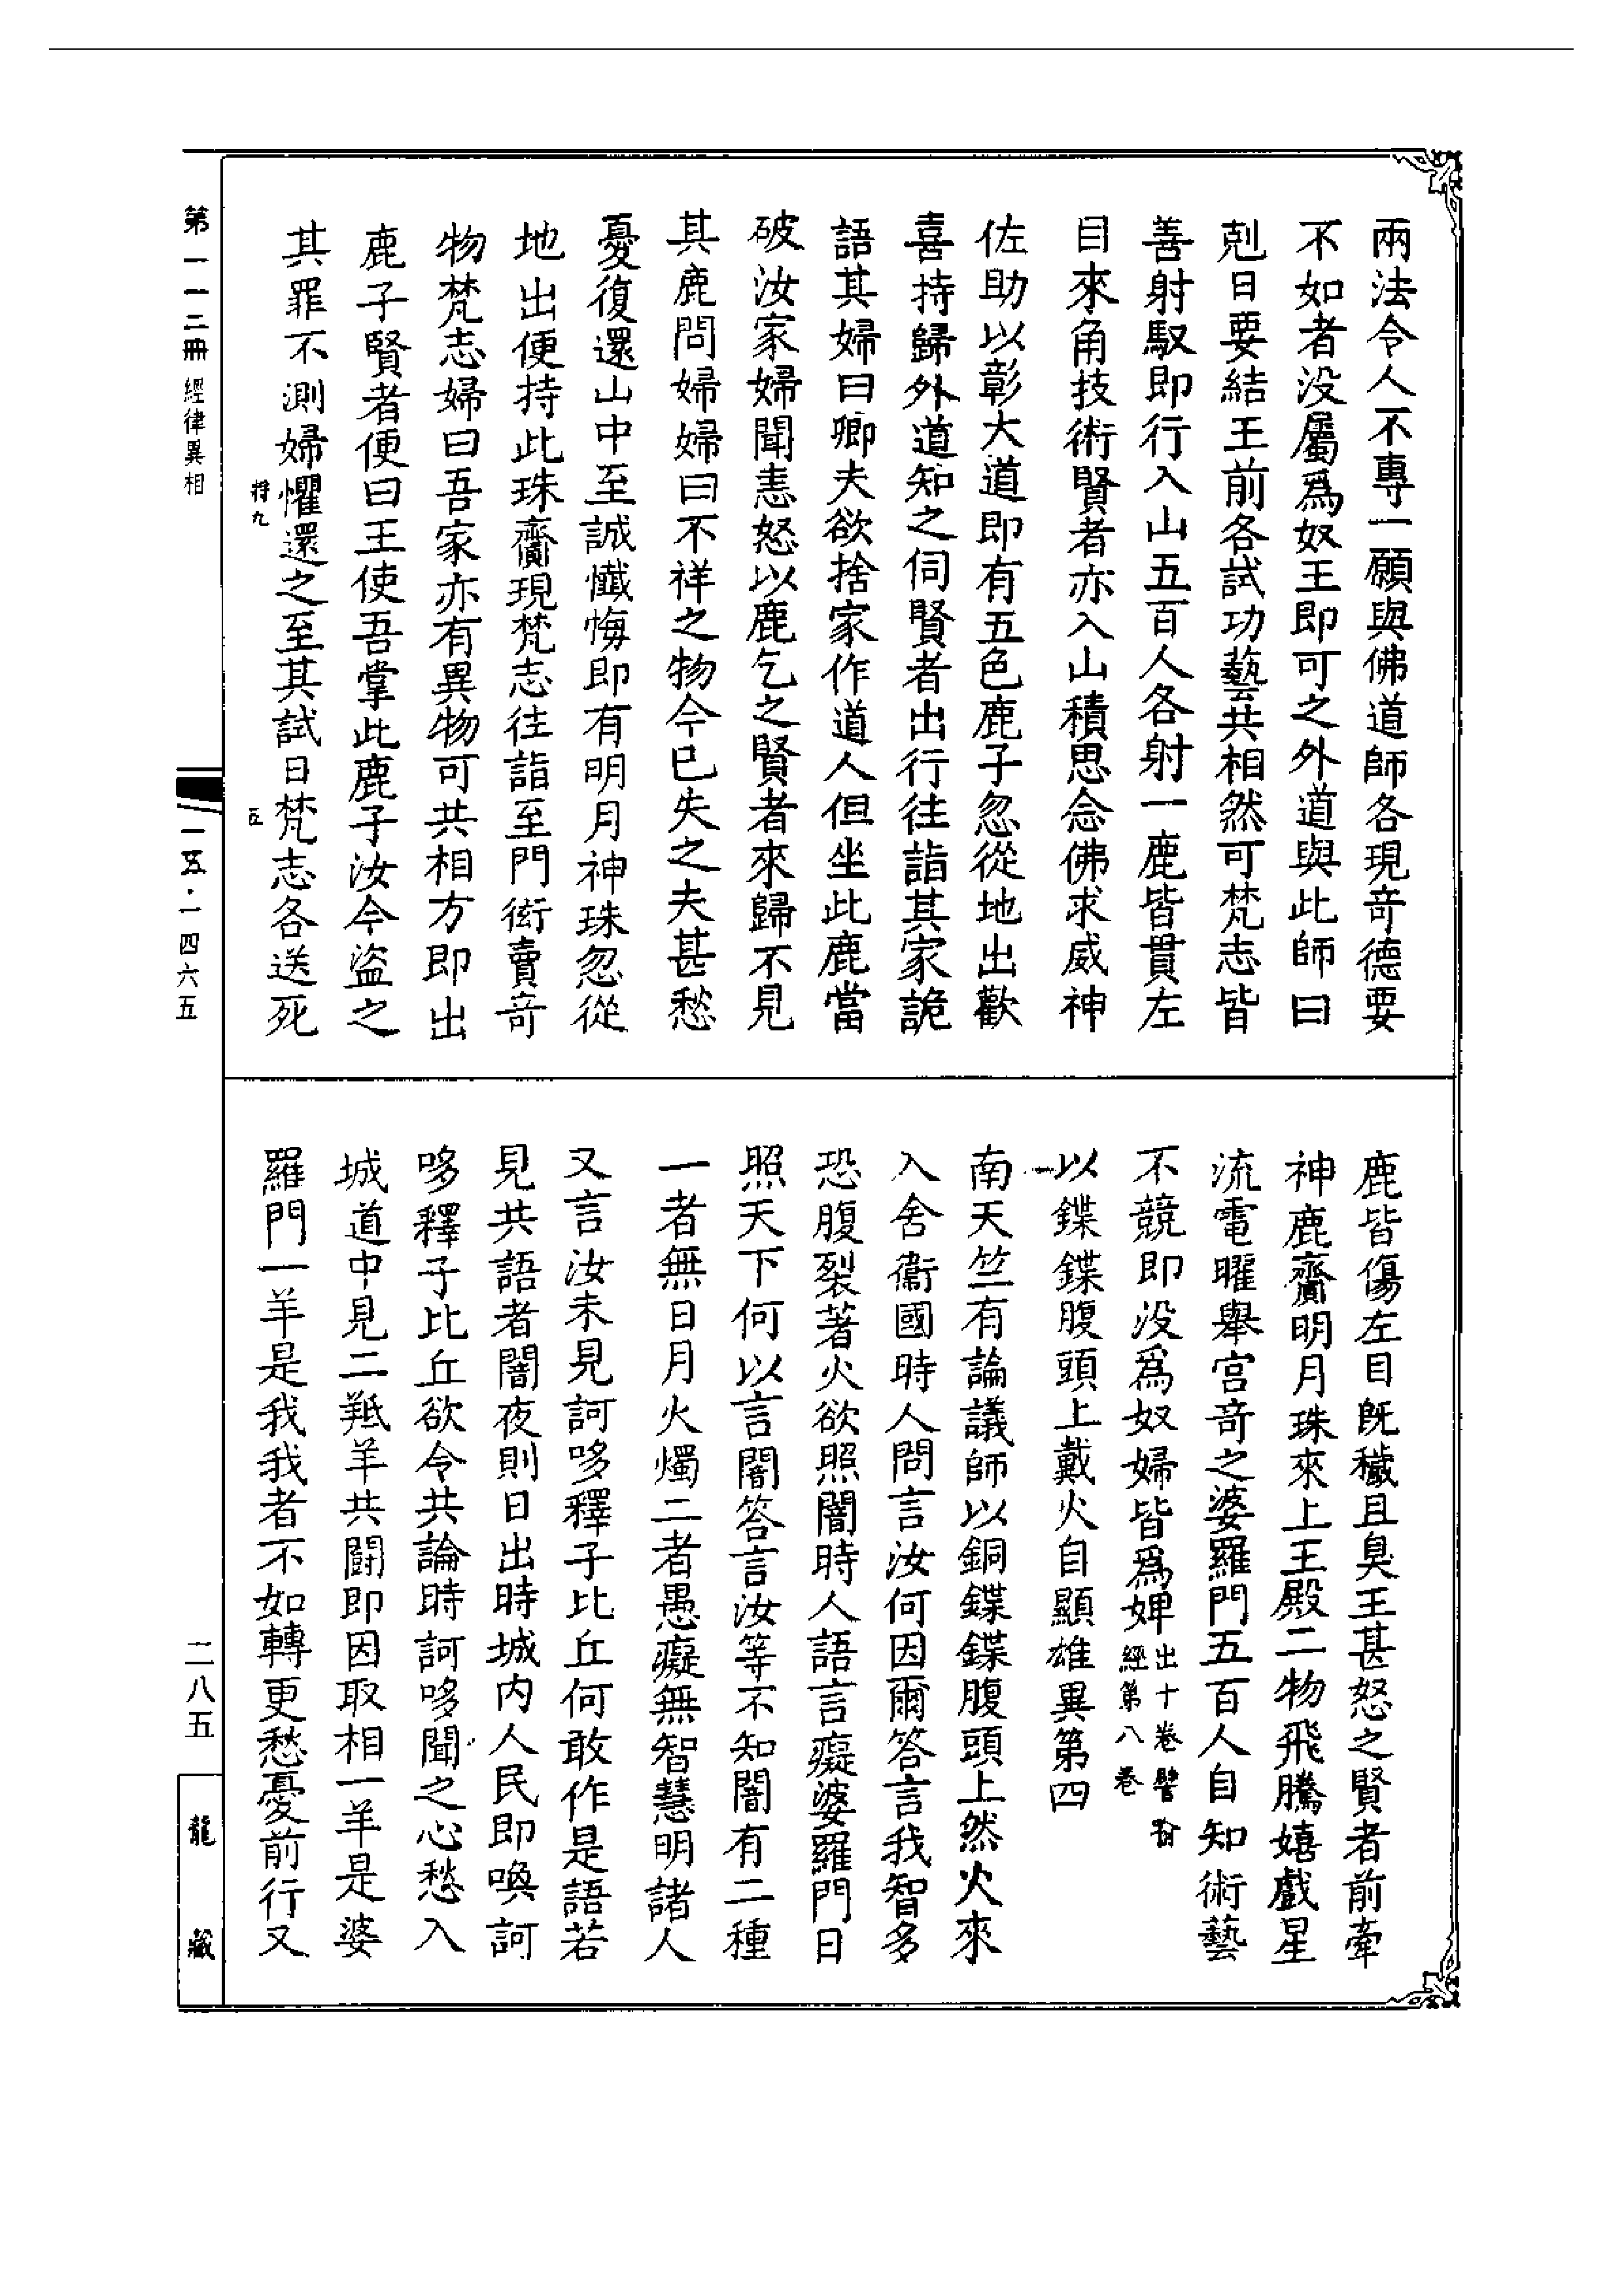 兩法令人不專一願與佛道師各現竒德要
不如者没屬爲奴王即可之外道與此師曰
剋日要結王前各試功藝共相然可梵志皆
善射馭即行入山五百人各射一鹿皆貫左
目來角技術賢者亦入山積思念佛求威神
佐助以彰大道即有五色鹿子忽從地出歡
喜持歸外道知之伺賢者出行往詣其家詭
語其婦曰卿夫欲捨家作道人但坐此鹿當
破汝家婦聞恚怒以鹿乞之賢者來歸不見
其鹿問婦婦曰不祥之物今已失之夫甚愁
憂復還山中至誠懺悔即有明月神珠忽從
地出便持此珠齎現梵志往詣至門衒賣竒
物梵志婦曰吾家亦有異物可共相方即出
鹿子賢者便曰王使吾掌此鹿子汝今盜之
其罪不測婦懼還之至其試日梵志各送死
將九
五
鹿皆傷左目旣穢且臭王甚怒之賢者前牽
神鹿齎明月珠來上王殿二物飛騰嬉戲星
流電曜舉宫竒之婆羅門五百人自知術藝
不競即没爲奴婦皆爲婢出十卷譬喻經第八卷
以鍱鍱腹頭上戴火自顯雄異第四
南天竺有論議師以銅鍱鍱腹頭上然火來
入舍衞國時人問言汝何因爾答言我智多
恐腹裂著火欲照闇時人語言癡婆羅門日
照天下何以言闇答言汝等不知闇有二種
一者無日月火燭二者愚癡無智慧明諸人
又言汝未見訶哆釋子比丘何敢作是語若
見共語者闇夜則日出時城内人民即喚訶
哆釋子比丘欲令共論時訶哆聞之心愁入
城道中見二羝羊共鬪即因取相一羊是婆
羅門一羊是我我者不如轉更愁憂前行又
第一一二冊 經律異相
一五·一四六五
二八五
龍藏